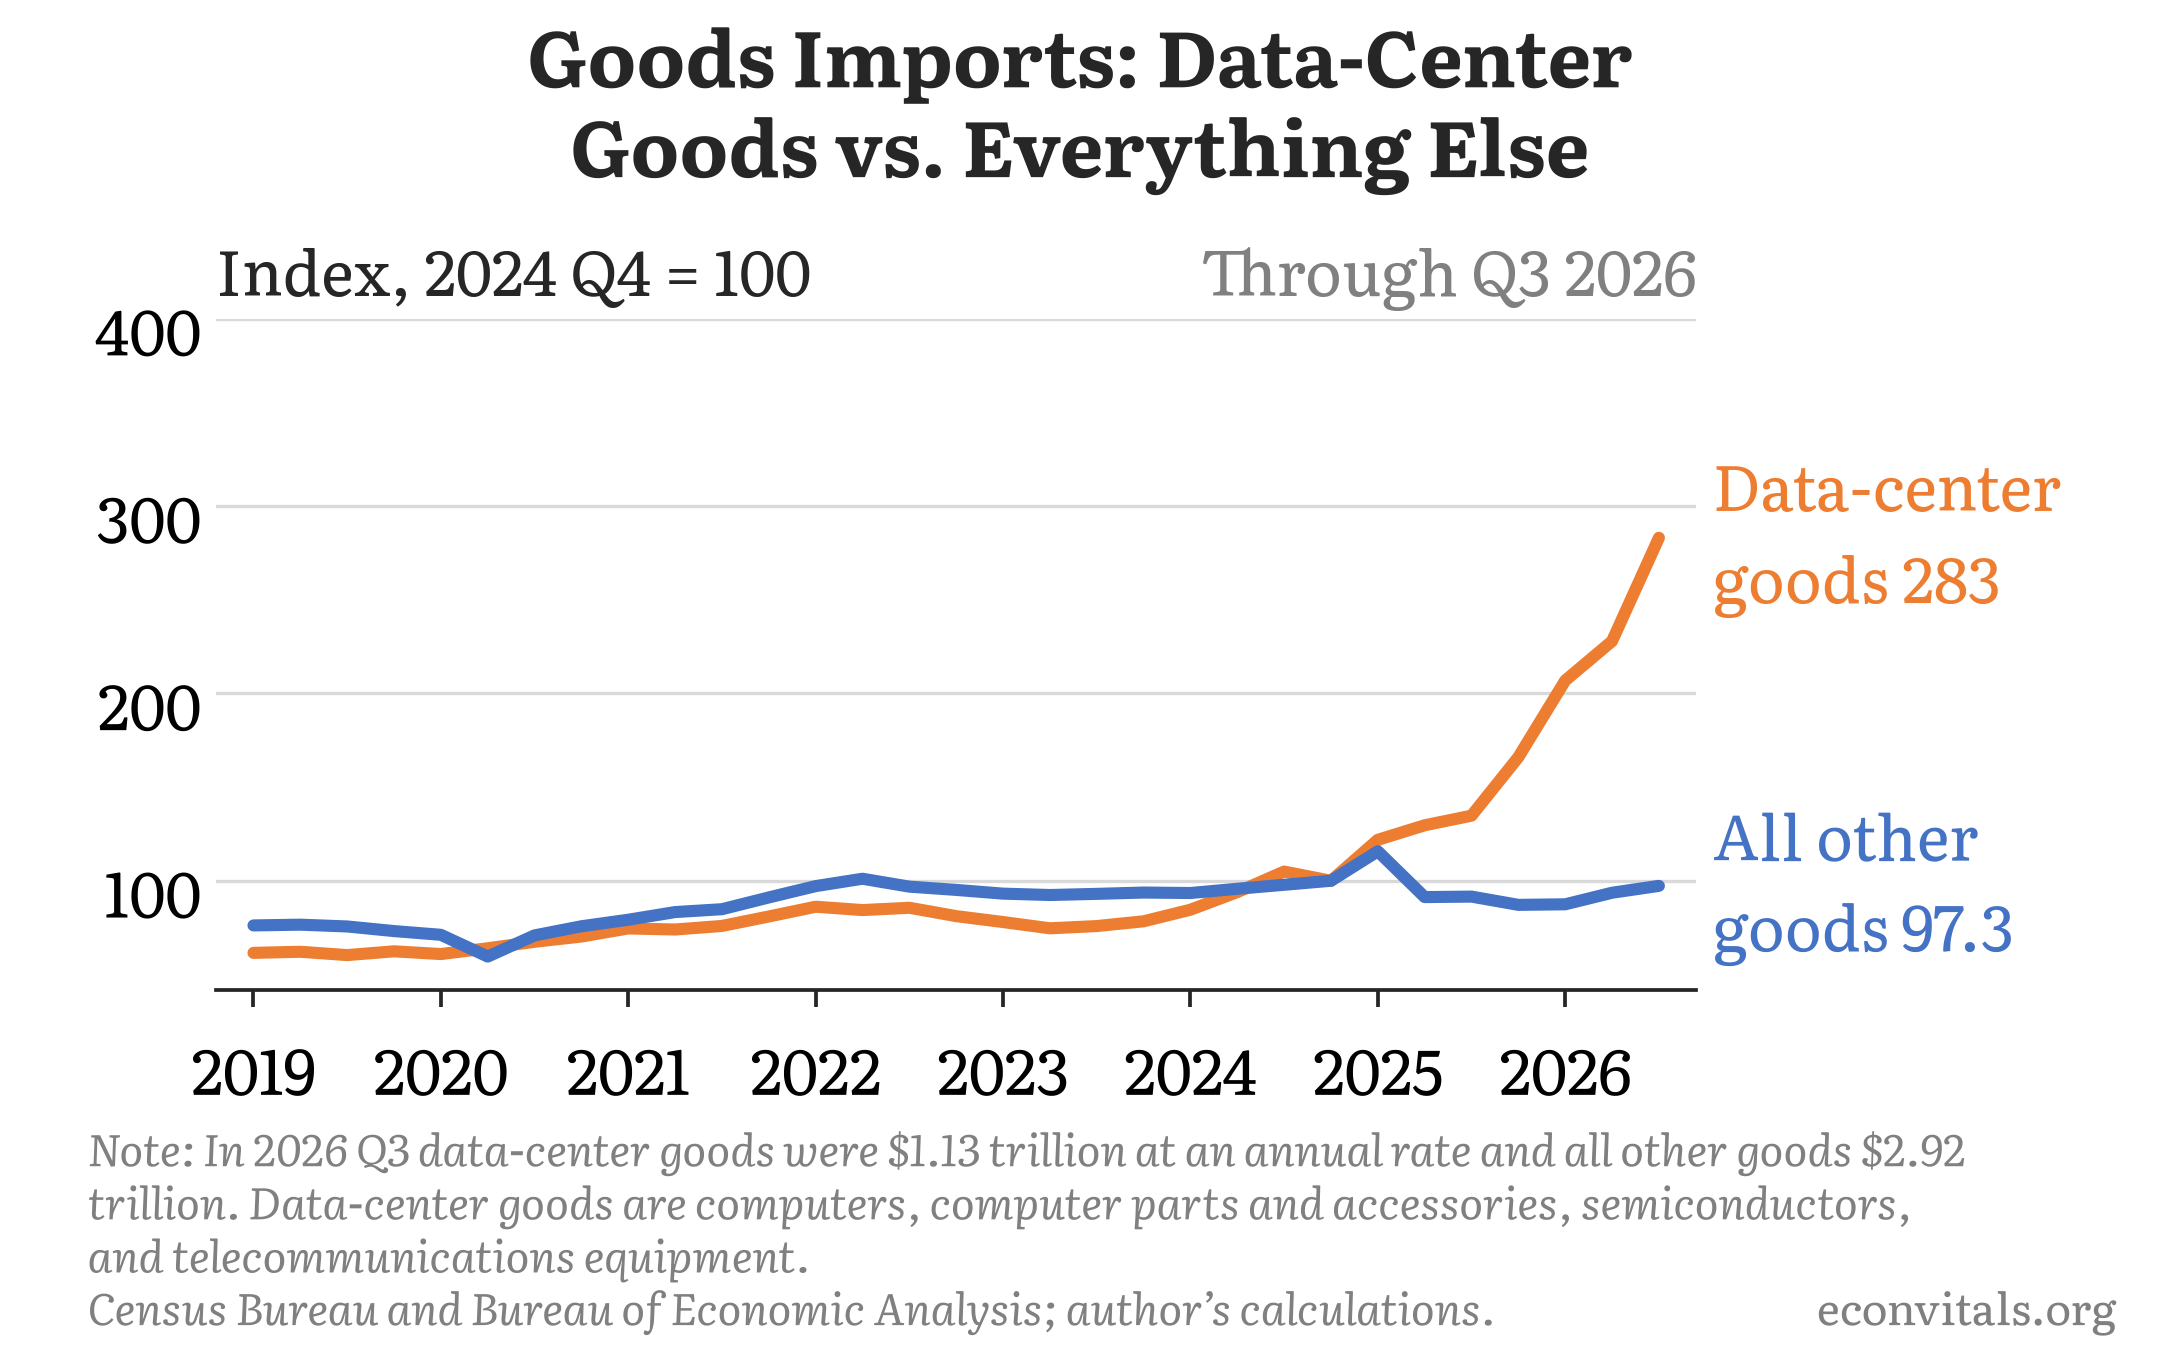 Goods Imports: Data-Center
Goods vs. Everything Else
Index, 2024 Q4 = 100
Through Q3 2026
400
300
200
100
Data-center
goods 283
All other
goods 97.3
2019 2020 2021 2022 2023 2024 2025 2026
Note: In 2026 Q3 data-center goods were $1.13 trillion at an annual rate and all other goods $2.92
trillion. Data-center goods are computers, computer parts and accessories, semiconductors,
and telecommunications equipment.
Census Bureau and Bureau of Economic Analysis; author’s calculations.
econvitals.org